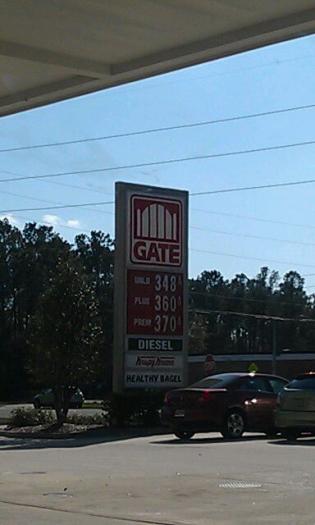 GATE
UNLD 348
PLUS 360
PREM 370
DIESEL
Krispy Kreme
HEALTHY BAGEL